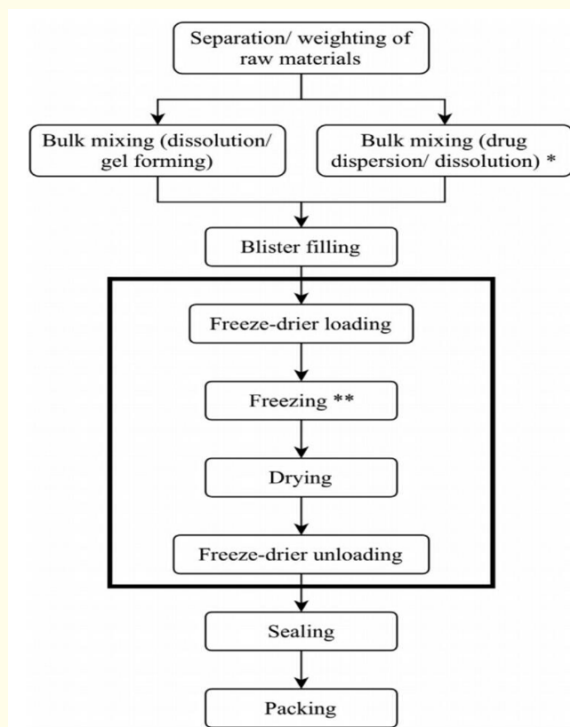 Separation/ weighting of
raw materials
Bulk mixing (dissolution/
gel forming)
Bulk mixing (drug
dispersion/ dissolution) *
Blister filling
Freeze-drier loading
Freezing **
Drying
Freeze-drier unloading
Sealing
Packing